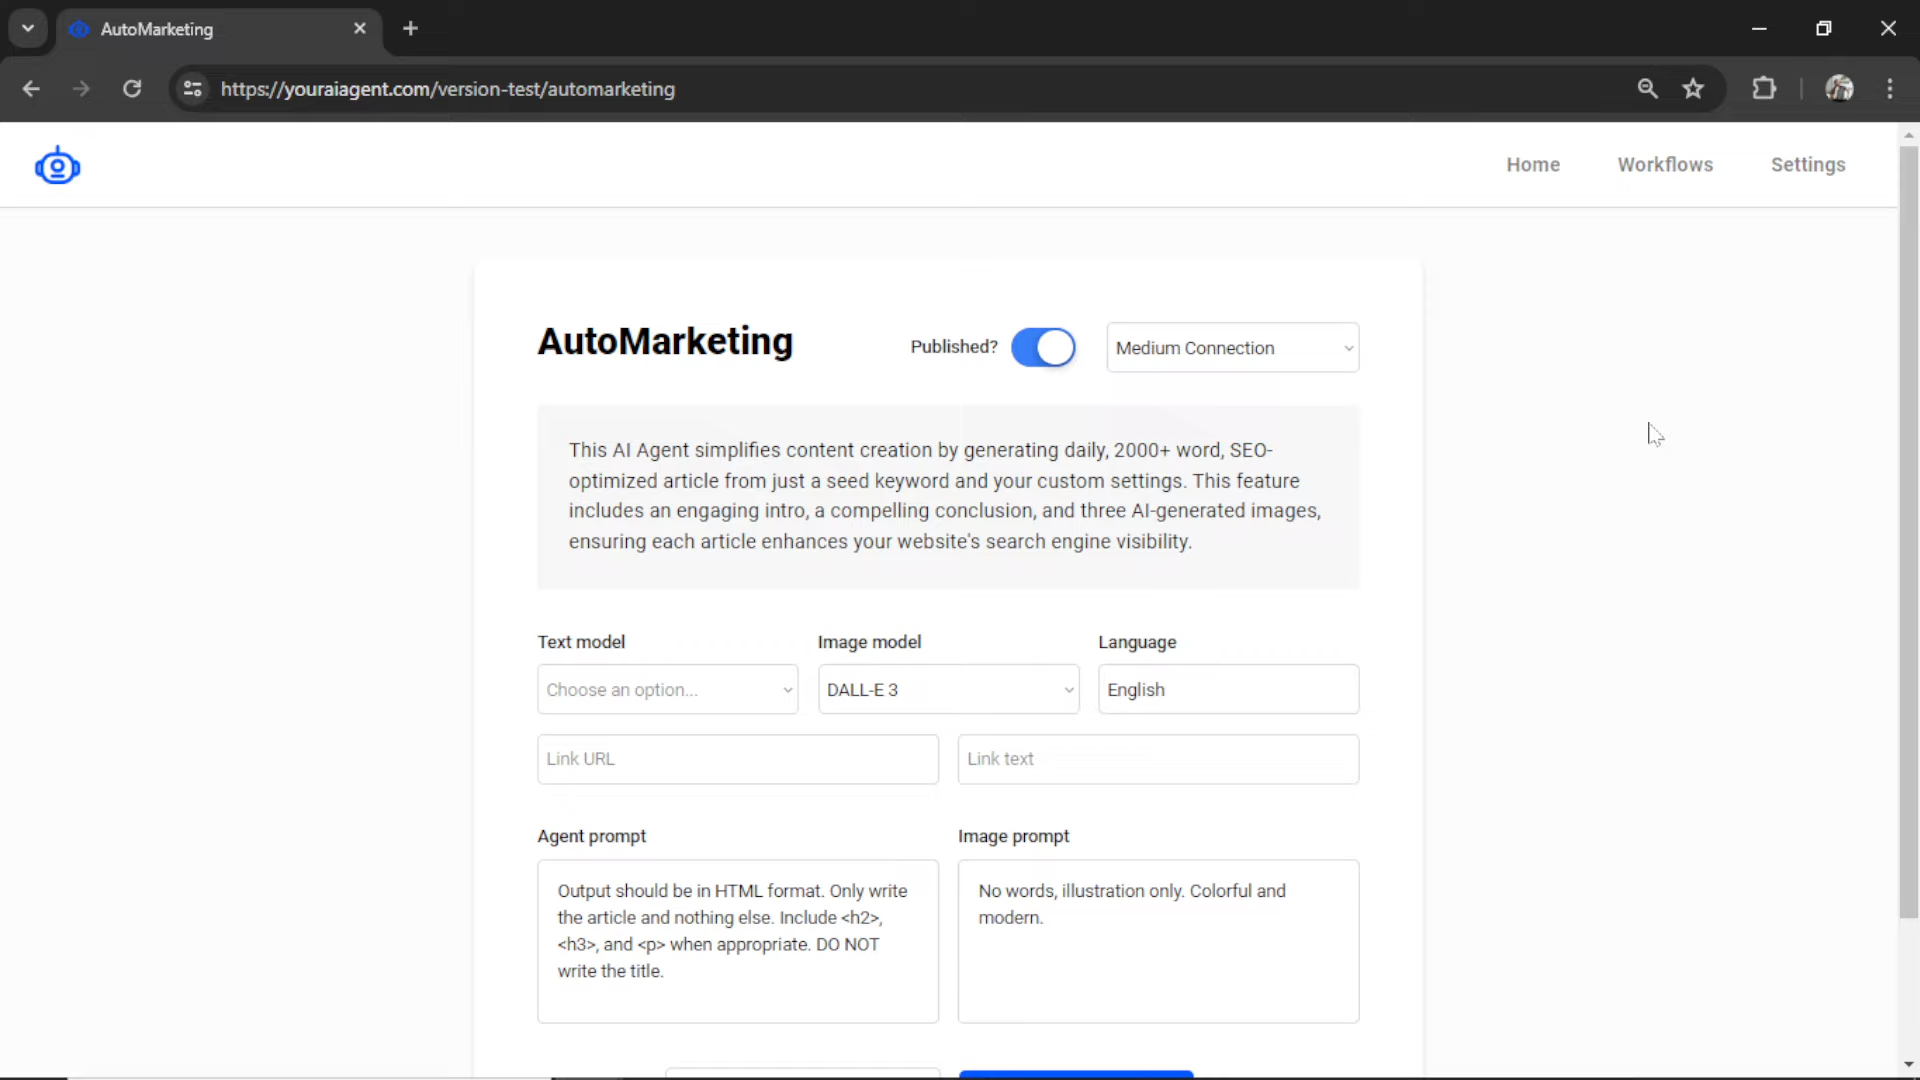 AutoMarketing
https://youraiagent.com/version-test/automarketing
Home
Workflows
Settings
AutoMarketing
Published?
Medium Connection
This AI Agent simplifies content creation by generating daily, 2000+ word, SEO-
optimized article from just a seed keyword and your custom settings. This feature
includes an engaging intro, a compelling conclusion, and three AI-generated images,
ensuring each article enhances your website's search engine visibility.
Text model
Image model
Language
Choose an option...
DALL-E 3
English
Link URL
Link text
Agent prompt
Image prompt
Output should be in HTML format. Only write
the article and nothing else. Include <h2>,
<h3>, and <p> when appropriate. DO NOT
write the title.
No words, illustration only. Colorful and
modern.